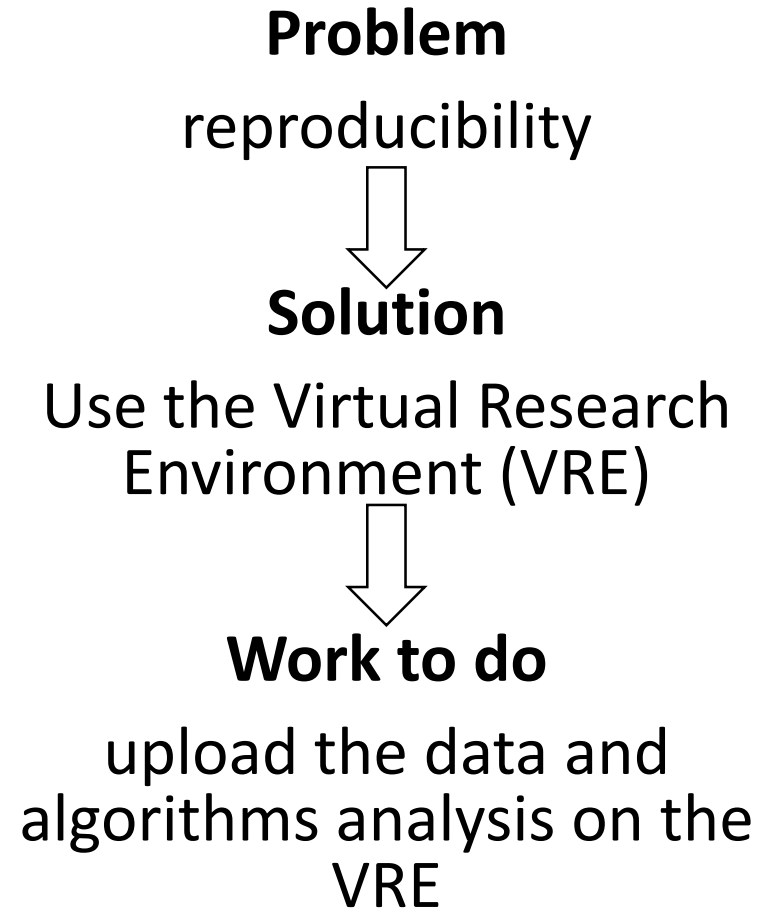 Problem
reproducibility
Solution
Use the Virtual Research
Environment (VRE)
Work to do
upload the data and
algorithms analysis on the
VRE